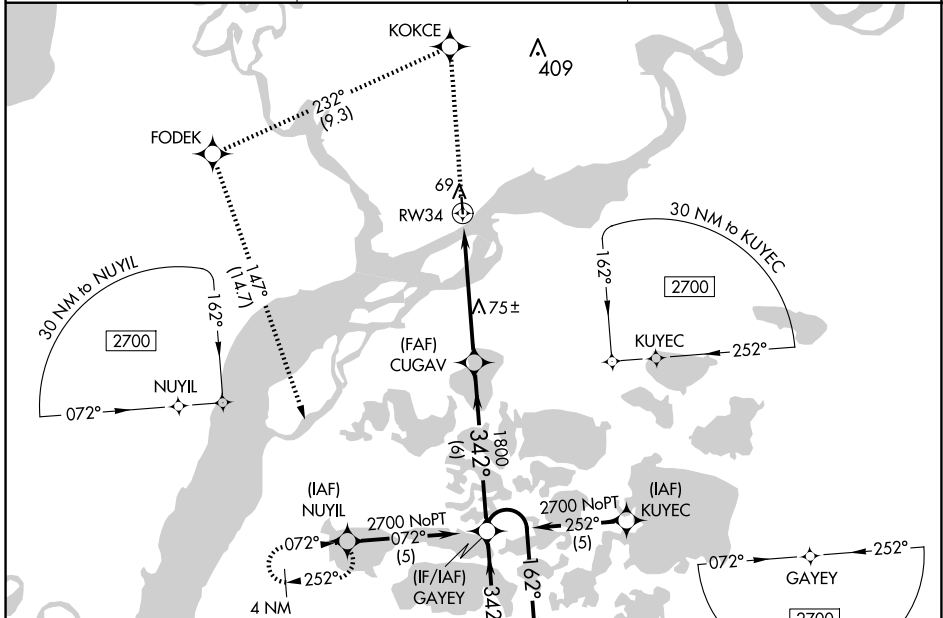 KOKCE
409
232°
(9.3)
FODEK
69
RW34
30 NM to KUYEC
162°
2700
KUYEC
252°
147°
(14.7)
30 NM to NUYIL
162°
2700
NUYIL
072°
75±
(FAF)
CUGAV
1800
342°
(6)
(IAF)
NUYIL
2700 NoPT
072°
(5)
072°
252°
4 NM
(IAF)
KUYEC
2700 NoPT
252°
(5)
(IF/IAF)
GAYEY
162°
342
072°
252°
GAYEY
2700